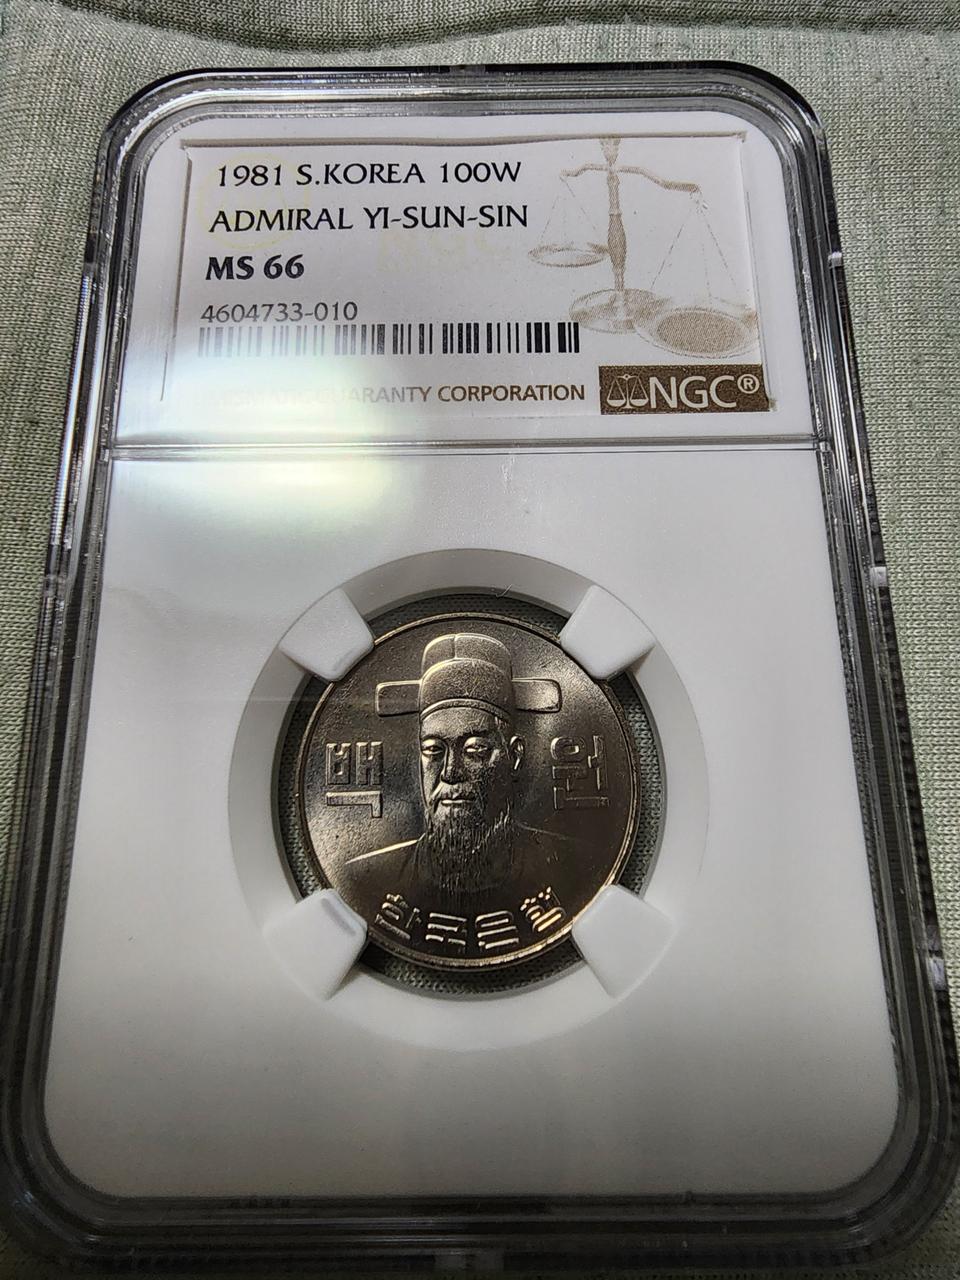 1981 S.KOREA 100W
ADMIRAL YI-SUN-SIN
MS 66
4604733-010
NUMISMATIC GUARANTY CORPORATION
NGC®
백 원
한국은행